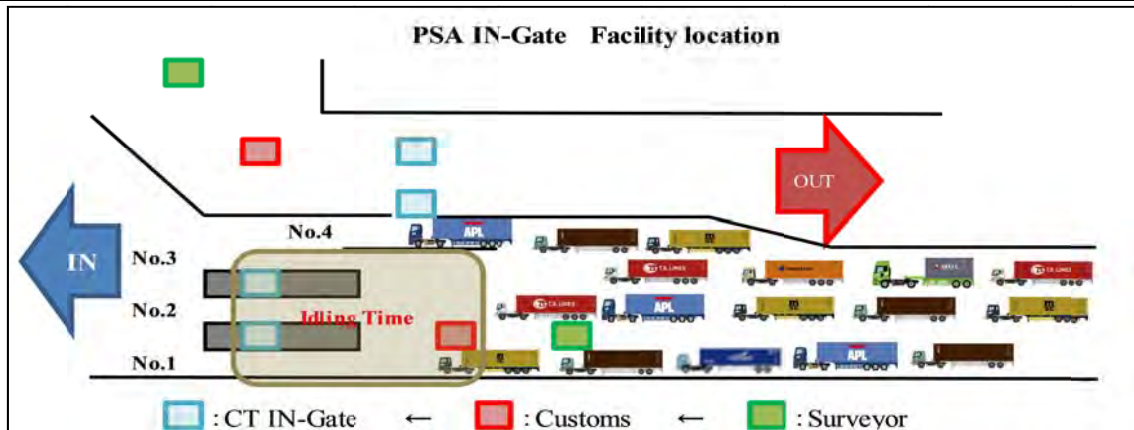 PSA IN-Gate Facility location
OUT
IN
No.4
No.3
No.2
No.1
Idling Time
APL
APL
APL
: CT IN-Gate ← : Customs ← : Surveyor